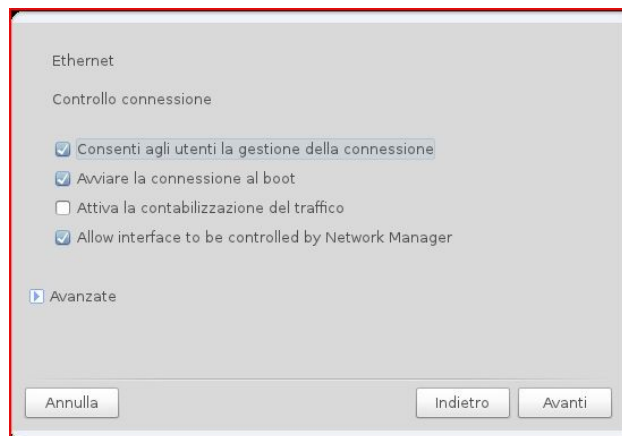 Ethernet
Controllo connessione
Consenti agli utenti la gestione della connessione
Avviare la connessione al boot
Attiva la contabilizzazione del traffico
Allow interface to be controlled by Network Manager
Avanzate
Annulla
Indietro
Avanti